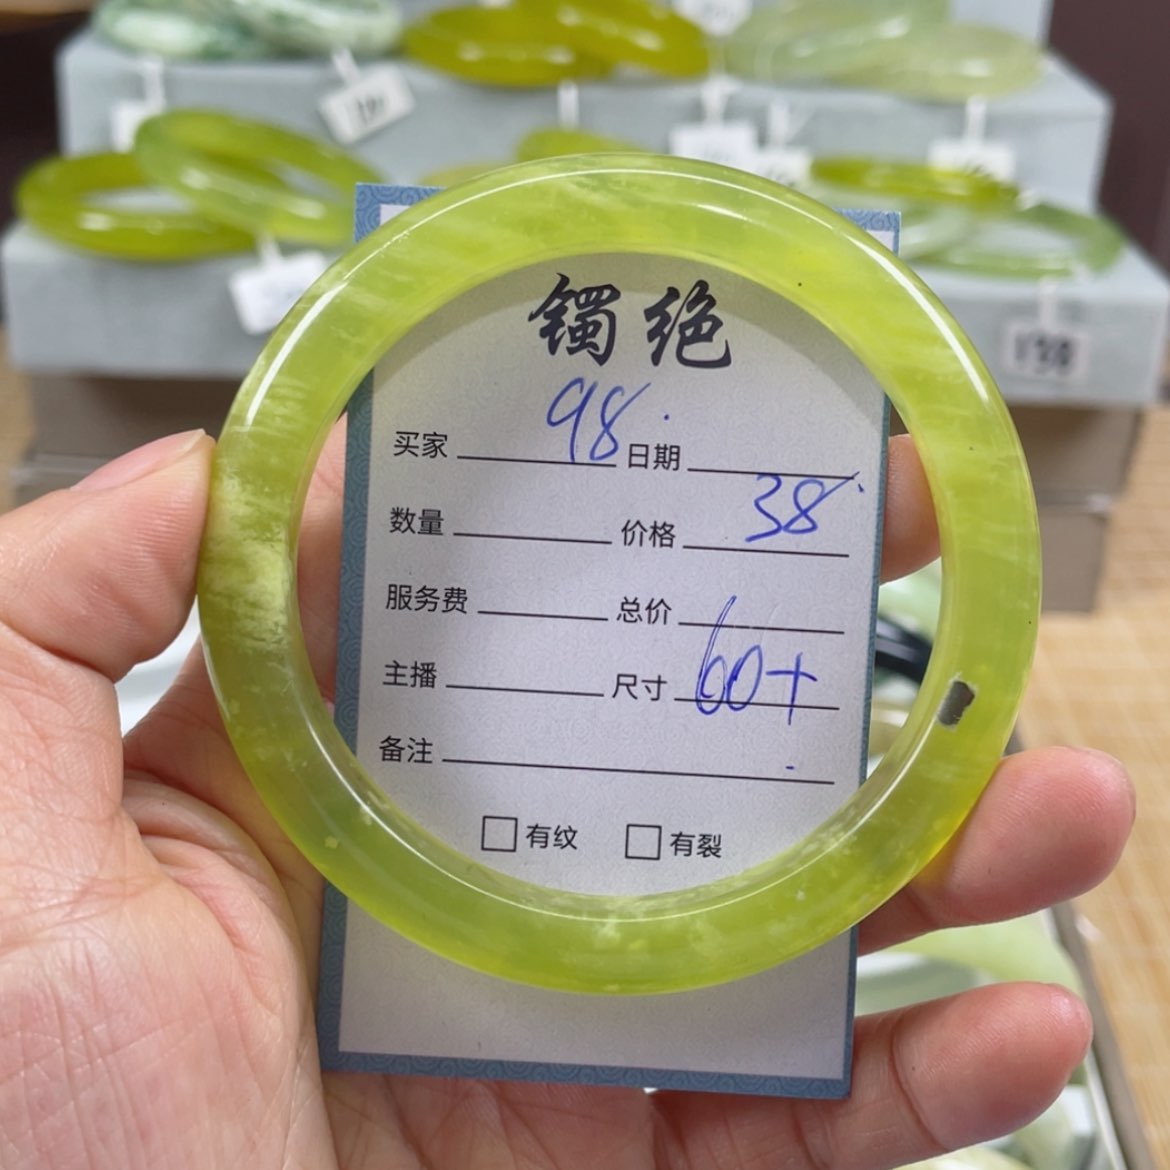 镯绝
98.
买家 日期
38
数量 价格
服务费 总价
60+
主播 尺寸
备注
有纹 有裂
138